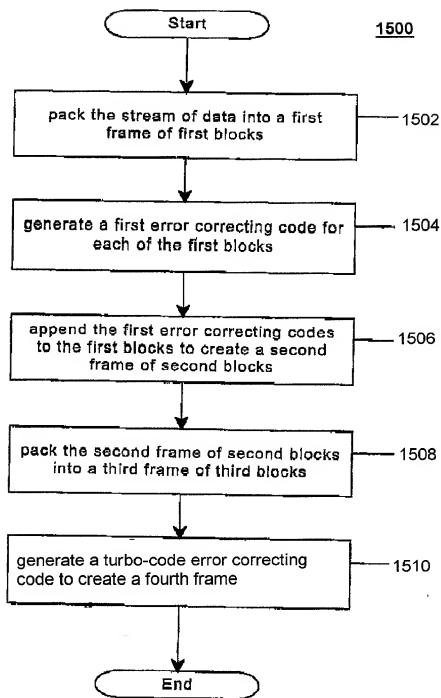 Start
1500
pack the stream of data into a first
frame of first blocks
1502
generate a first error correcting code for
each of the first blocks
1504
append the first error correcting codes
to the first blocks to create a second
frame of second blocks
1506
pack the second frame of second blocks
into a third frame of third blocks
1508
generate a turbo-code error correcting
code to create a fourth frame
1510
End